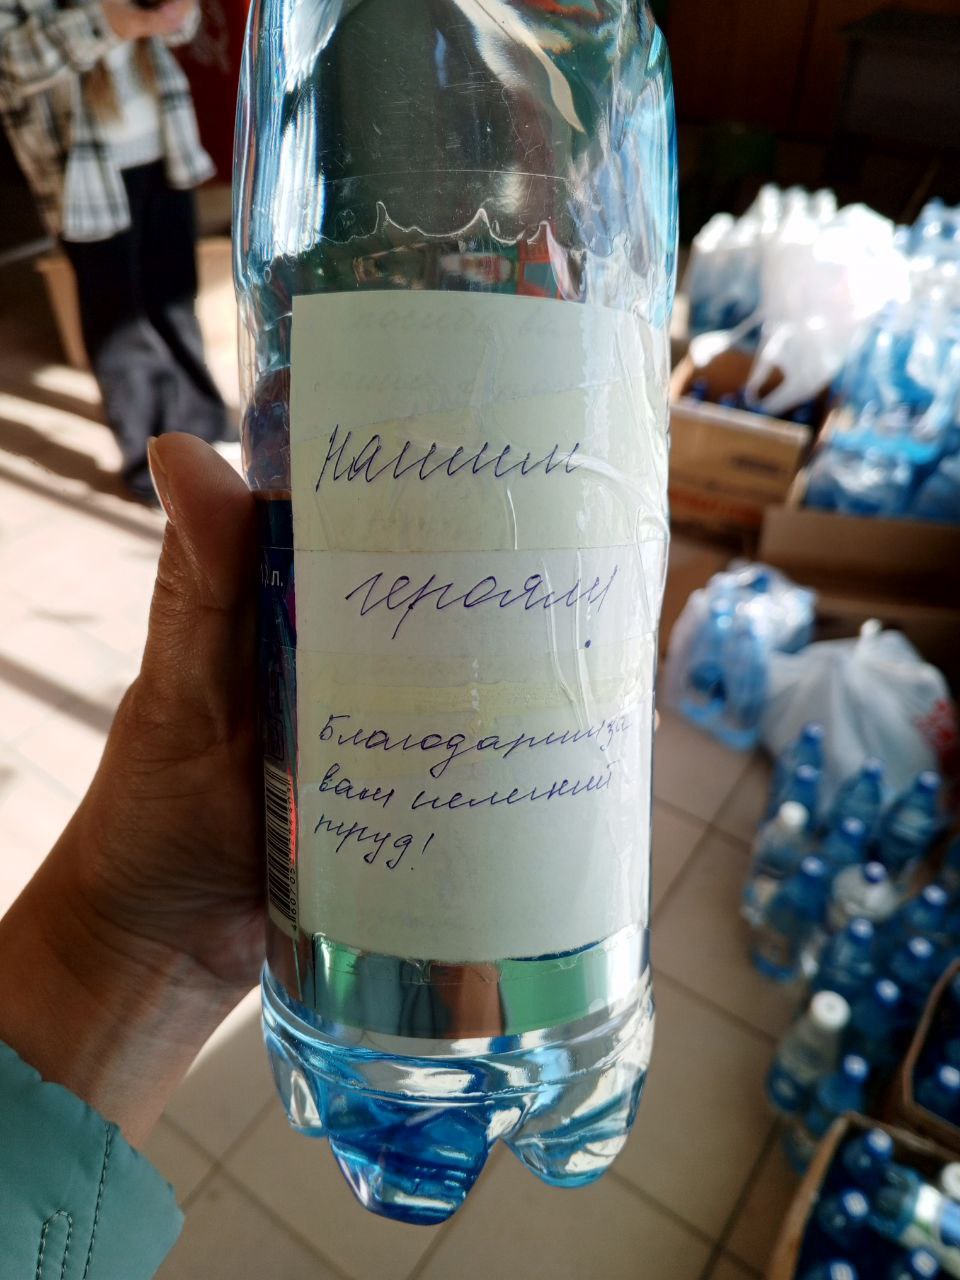 Нашим
героям!
Благодарим за
ваш нелегкий
труд!
л.